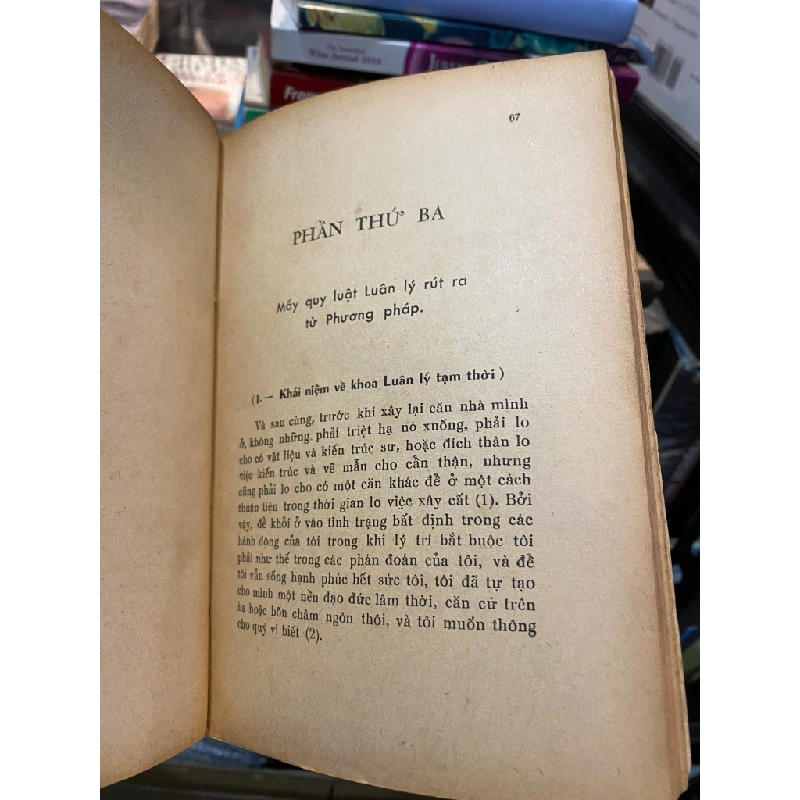 The Australian
Wine Annual 2010
67
PHẦN THỨ BA
Mấy quy luật Luân lý rút ra
từ Phương pháp.
(1.— Khái niệm về khoa Luân lý tạm thời)
Và sau cùng, trước khi xây lại căn nhà mình
ở, không những phải triệt hạ nó xuống, phải lo
cho có vật liệu và kiến trúc sư, hoặc đích thân lo
việc kiến trúc và vẽ mẫu cho cẩn thận, nhưng
cũng phải lo cho có một căn khác để ở một cách
thuận tiện trong thời gian lo việc xây cất (1). Bởi
vậy, để khỏi ở vào tình trạng bất định trong các
hành động của tôi trong khi lý trí bắt buộc tôi
phải như thế trong các phán đoán của tôi, và để
tôi vẫn sống hạnh phúc hết sức tôi, tôi đã tự tạo
cho mình một nền đạo đức lâm thời, căn cứ trên
ba hoặc bốn châm ngôn thôi, và tôi muốn thông
cho quý vị biết (2).